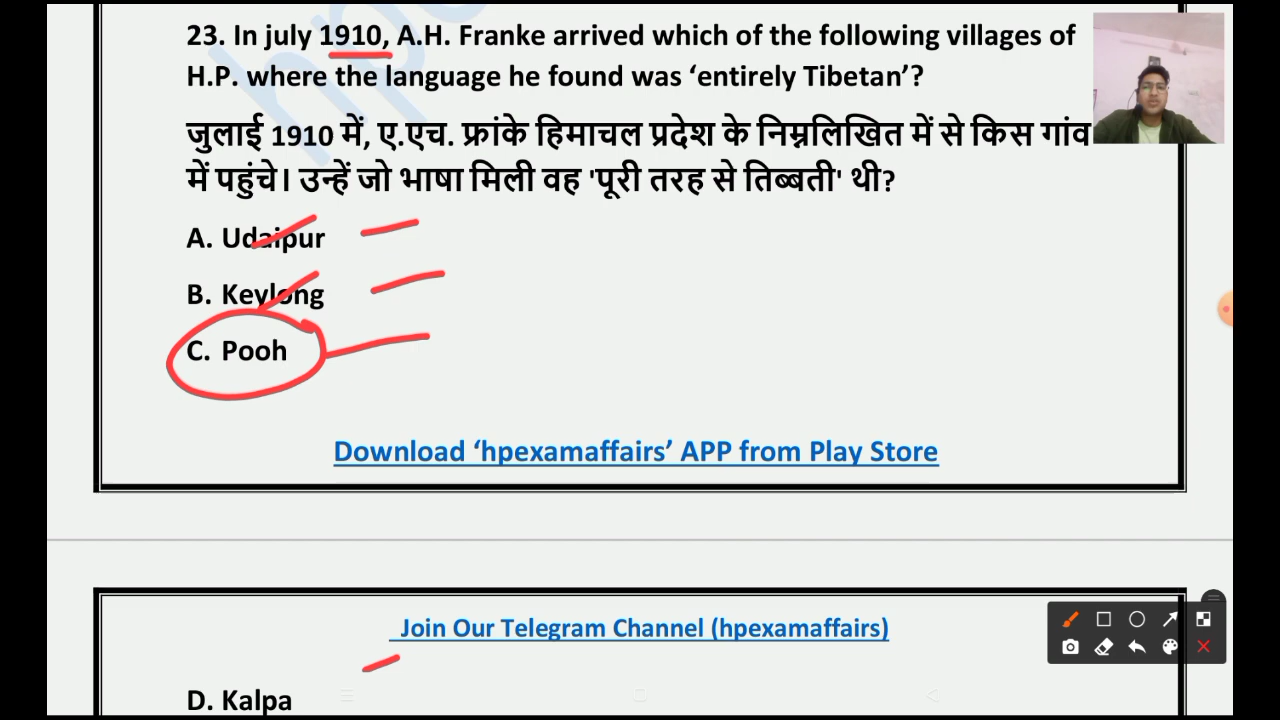 23. In july 1910, A.H. Franke arrived which of the following villages of
H.P. where the language he found was ‘entirely Tibetan’?
जुलाई 1910 में, ए.एच. फ्रांके हिमाचल प्रदेश के निम्नलिखित में से किस गांव
में पहुंचे। उन्हें जो भाषा मिली वह 'पूरी तरह से तिब्बती' थी?
A. Udaipur
B. Keylong
C. Pooh
Download ‘hpexamaffairs’ APP from Play Store
Join Our Telegram Channel (hpexamaffairs)
D. Kalpa